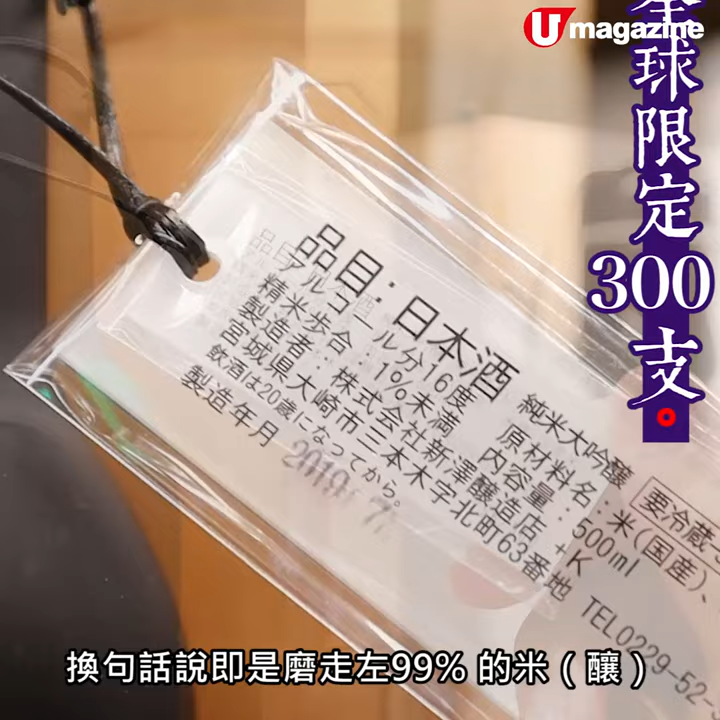 U magazine
全球限定300支。
品目：日本酒 純米大吟醸 要冷蔵
アルコール分16度 原材料名：米(国産)、
精米歩合：1%未満 内容量：500ml
製造者：株式会社新澤醸造店 +K
宮城県大崎市三本木字北町63番地 TEL0229-52-
飲酒は20歳になってから。
製造年月 2019. 7.
換句話說即是磨走左99% 的米（釀）